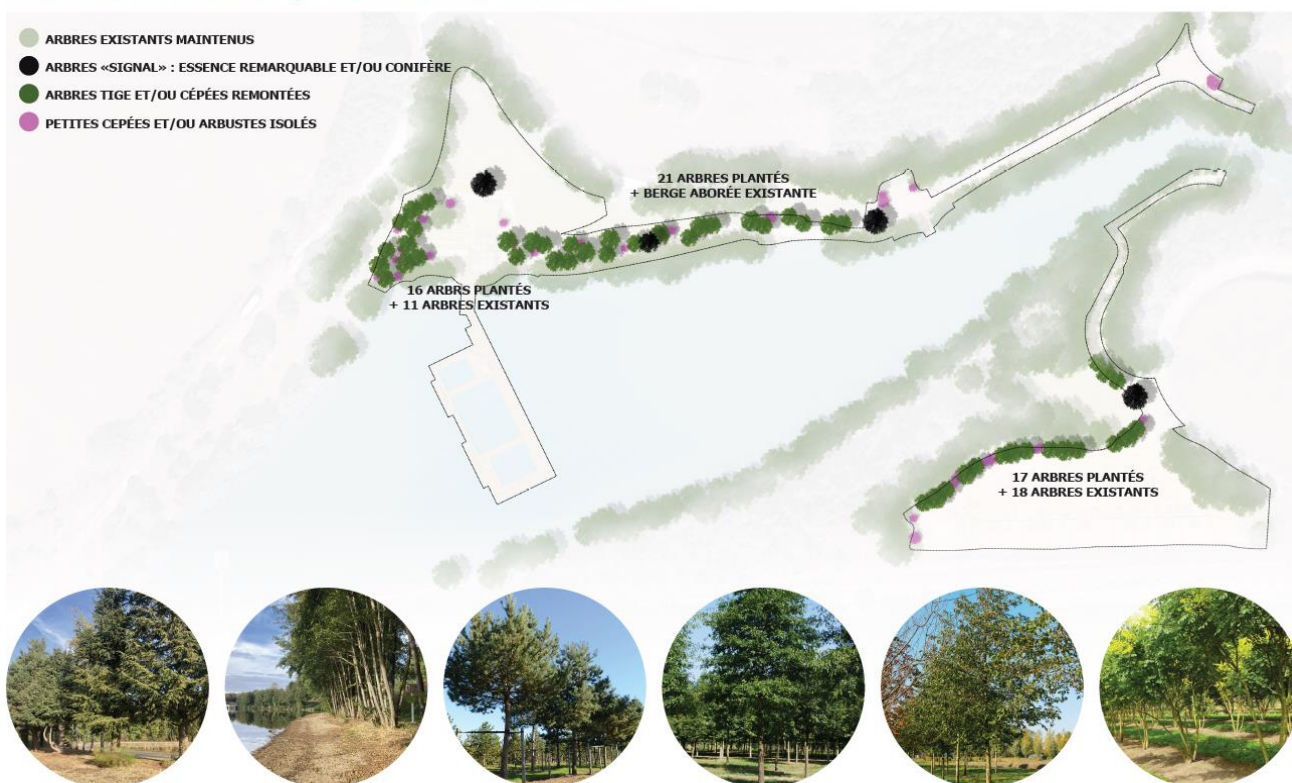 ARBRES EXISTANTS MAINTENUS
ARBRES «SIGNAL» : ESSENCE REMARQUABLE ET/OU CONIFÈRE
ARBRES TIGE ET/OU CÉPÉES REMONTÉES
PETITES CEPÉES ET/OU ARBUSTES ISOLÉS
21 ARBRES PLANTÉS
+ BERGE ABORÉE EXISTANTE
16 ARBRS PLANTÉS
+ 11 ARBRES EXISTANTS
17 ARBRES PLANTÉS
+ 18 ARBRES EXISTANTS